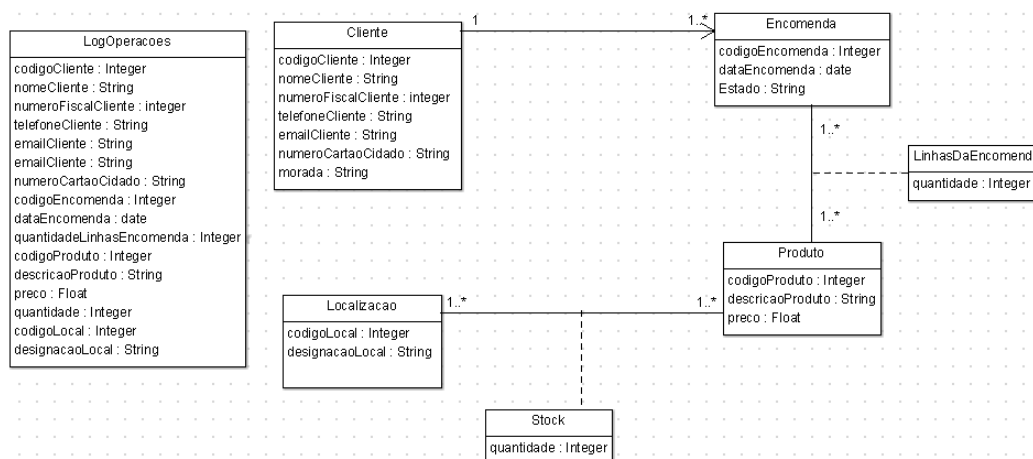 LogOperacoes
codigoCliente : Integer
nomeCliente : String
numeroFiscalCliente : integer
telefoneCliente : String
emailCliente : String
emailCliente : String
numeroCartaoCidado : String
codigoEncomenda : Integer
dataEncomenda : date
quantidadeLinhasEncomenda : Integer
codigoProduto : Integer
descricaoProduto : String
preco : Float
quantidade : Integer
codigoLocal : Integer
designacaoLocal : String
Cliente
codigoCliente : Integer
nomeCliente : String
numeroFiscalCliente : integer
telefoneCliente : String
emailCliente : String
numeroCartaoCidado : String
morada : String
1
1..*
Encomenda
codigoEncomenda : Integer
dataEncomenda : date
Estado : String
1..*
LinhasDaEncomend
quantidade : Integer
1..*
Produto
codigoProduto : Integer
descricaoProduto : String
preco : Float
Localizacao
codigoLocal : Integer
designacaoLocal : String
1..*
1..*
Stock
quantidade : Integer